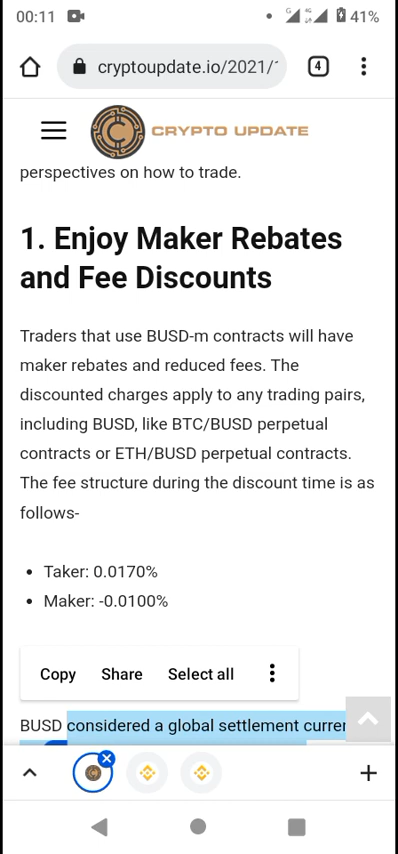 00:11
G 4G 41%
cryptoupdate.io/2021/
4
CRYPTO UPDATE
perspectives on how to trade.
1. Enjoy Maker Rebates
and Fee Discounts
Traders that use BUSD-m contracts will have
maker rebates and reduced fees. The
discounted charges apply to any trading pairs,
including BUSD, like BTC/BUSD perpetual
contracts or ETH/BUSD perpetual contracts.
The fee structure during the discount time is as
follows-
• Taker: 0.0170%
• Maker: -0.0100%
Copy Share Select all
BUSD considered a global settlement curren